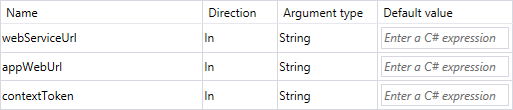 Name Direction Argument type Default value
webServiceUrl In String Enter a C# expression
appWebUrl In String Enter a C# expression
contextToken In String Enter a C# expression